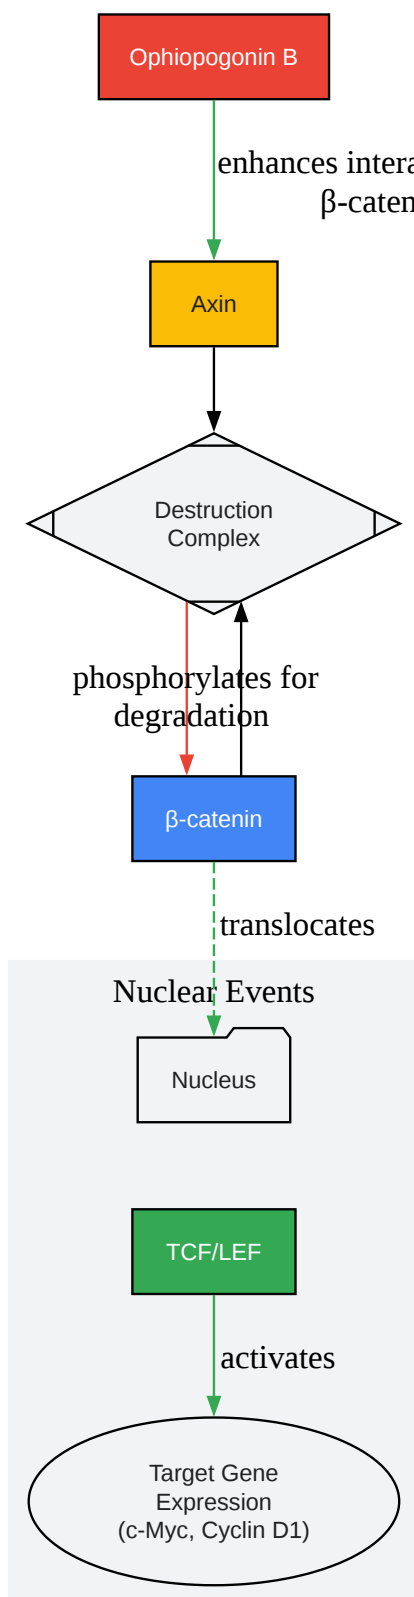 Ophiopogonin B
enhances
β-caten
Axin
Destruction
Complex
phosphorylates for
degradation
β-catenin
translocates
Nuclear Events
Nucleus
TCF/LEF
activates
Target Gene
Expression
(c-Myc, Cyclin D1)